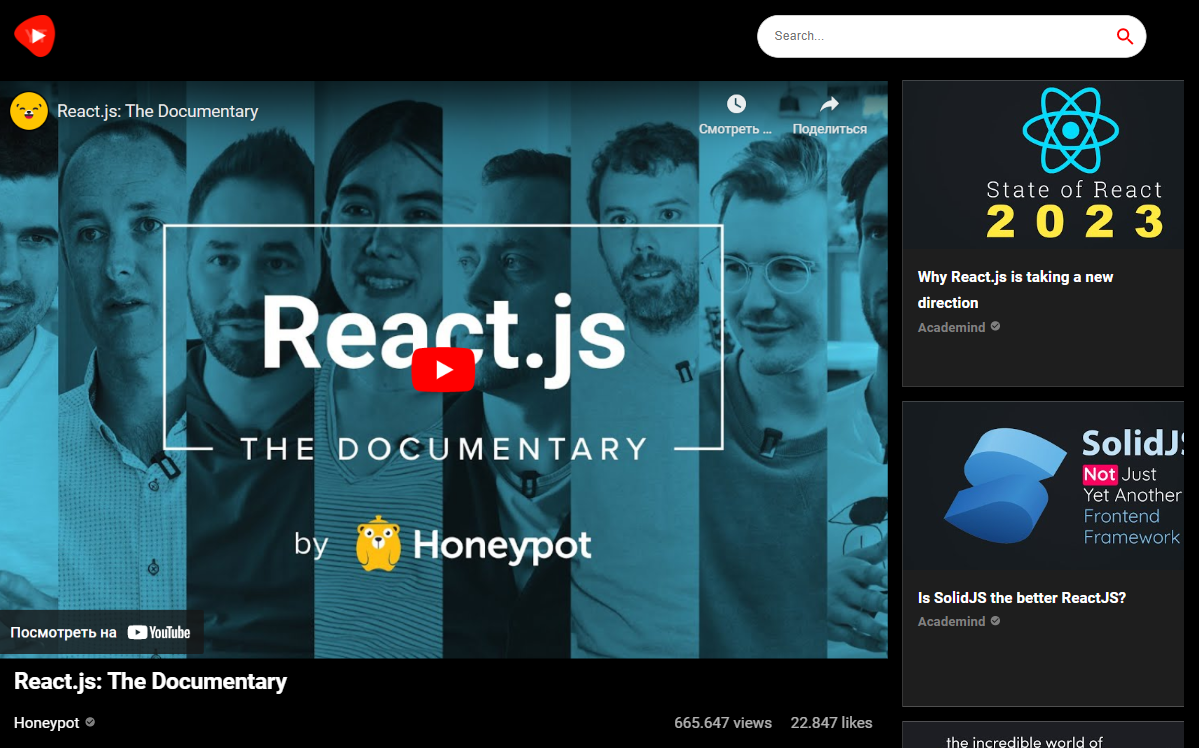 Search...
React.js: The Documentary
Смотреть ...
Поделиться
React.js
THE DOCUMENTARY
by Honeypot
Посмотреть на YouTube
React.js: The Documentary
Honeypot
665.647 views 22.847 likes
State of React
2023
Why React.js is taking a new
direction
Academind
SolidJS
Not Just
Yet Another
Frontend
Framework
Is SolidJS the better ReactJS?
Academind
the incredible world of